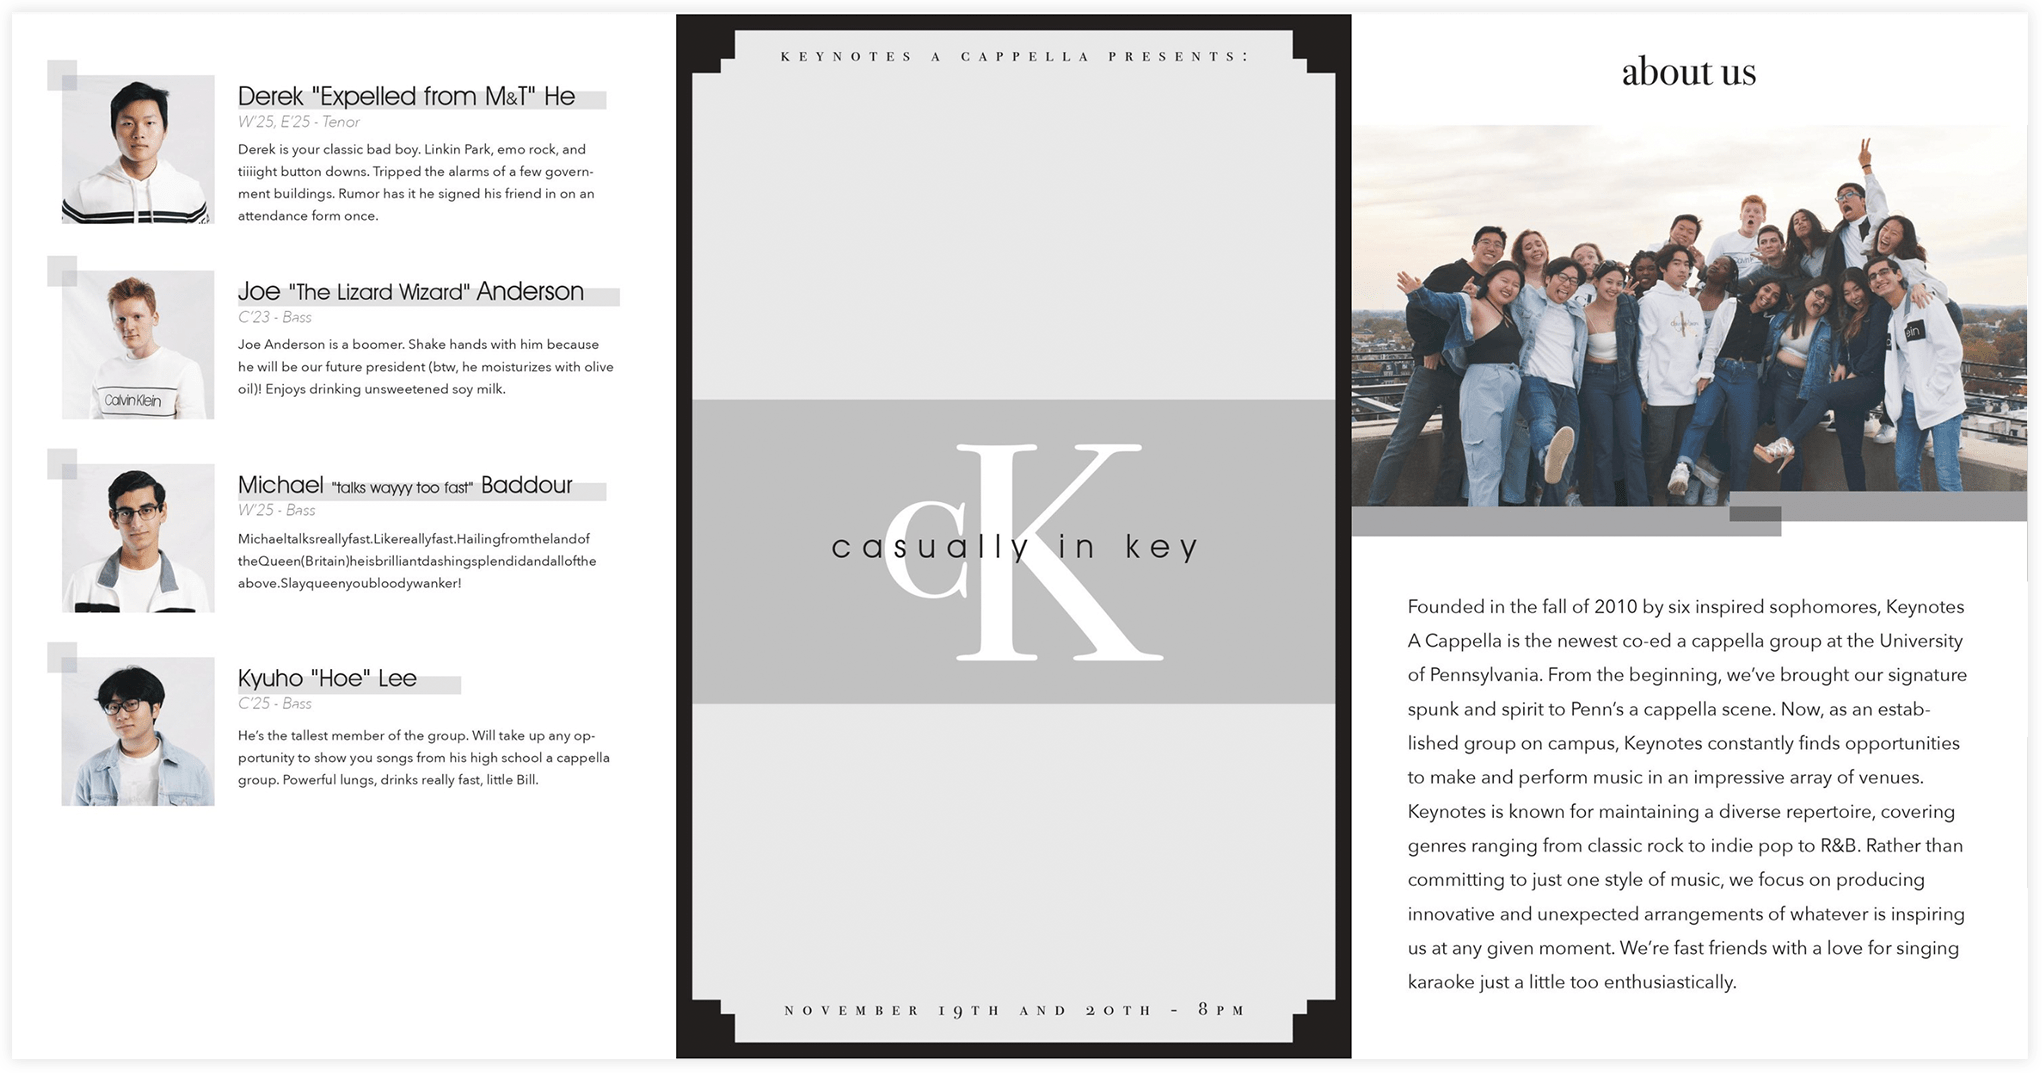 Derek "Expelled from M&T" He
W'25, E'25 - Tenor
Derek is your classic bad boy. Linkin Park, emo rock, and
tiiiight button downs. Tripped the alarms of a few govern-
ment buildings. Rumor has it he signed his friend in on an
attendance form once.
Joe "The Lizard Wizard" Anderson
C'23 - Bass
Joe Anderson is a boomer. Shake hands with him because
he will be our future president (btw, he moisturizes with olive
oil)! Enjoys drinking unsweetened soy milk.
Calvin Klein
Michael "talks wayyy too fast" Baddour
W'25 - Bass
Michaeltalksreallyfast.Likereallyfast.Hailingfromthelandof
theQueen(Britain)heisbrilliantdashingsplendidandallofthe
above.Slayqueenyoubloodywanker!
Kyuho "Hoe" Lee
C'25 - Bass
He's the tallest member of the group. Will take up any op-
portunity to show you songs from his high school a cappella
group. Powerful lungs, drinks really fast, little Bill.
KEYNOTES A CAPPELLA PRESENTS:
cK
casually in key
NOVEMBER 19TH AND 20TH - 8PM
about us
Founded in the fall of 2010 by six inspired sophomores, Keynotes
A Cappella is the newest co-ed a cappella group at the University
of Pennsylvania. From the beginning, we've brought our signature
spunk and spirit to Penn's a cappella scene. Now, as an estab-
lished group on campus, Keynotes constantly finds opportunities
to make and perform music in an impressive array of venues.
Keynotes is known for maintaining a diverse repertoire, covering
genres ranging from classic rock to indie pop to R&B. Rather than
committing to just one style of music, we focus on producing
innovative and unexpected arrangements of whatever is inspiring
us at any given moment. We're fast friends with a love for singing
karaoke just a little too enthusiastically.